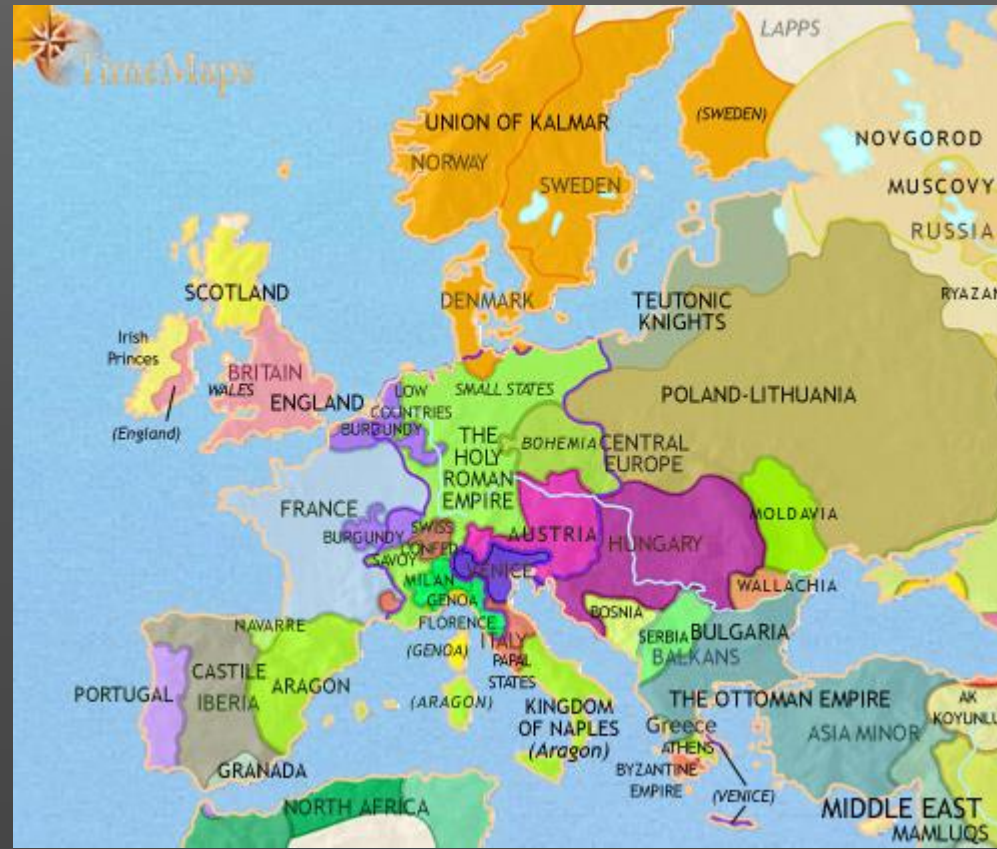 TimeMaps
LAPPS
UNION OF KALMAR
(SWEDEN)
NOVGOROD
NORWAY
SWEDEN
MUSCOVY
RUSSIA
SCOTLAND
DENMARK
TEUTONIC
KNIGHTS
RYAZAN
Irish
Princes
BRITAIN
WALES
ENGLAND
(England)
LOW
COUNTRIES
BURGUNDY
SMALL STATES
POLAND-LITHUANIA
THE
HOLY
ROMAN
EMPIRE
BOHEMIA
CENTRAL
EUROPE
FRANCE
BURGUNDY
SWISS
CONFED
SAVOY
AUSTRIA
HUNGARY
MOLDAVIA
VENICE
MILAN
GENOA
WALLACHIA
FLORENCE
BOSNIA
NAVARRE
(GENOA)
ITALY
PAPAL
STATES
SERBIA
BULGARIA
BALKANS
PORTUGAL
CASTILE
IBERIA
ARAGON
(ARAGON)
KINGDOM
OF NAPLES
(Aragon)
THE OTTOMAN EMPIRE
Greece
ATHENS
BYZANTINE
EMPIRE
ASIA MINOR
AK
KOYUNLU
GRANADA
(VENICE)
NORTH AFRICA
MIDDLE EAST
MAMLUQS